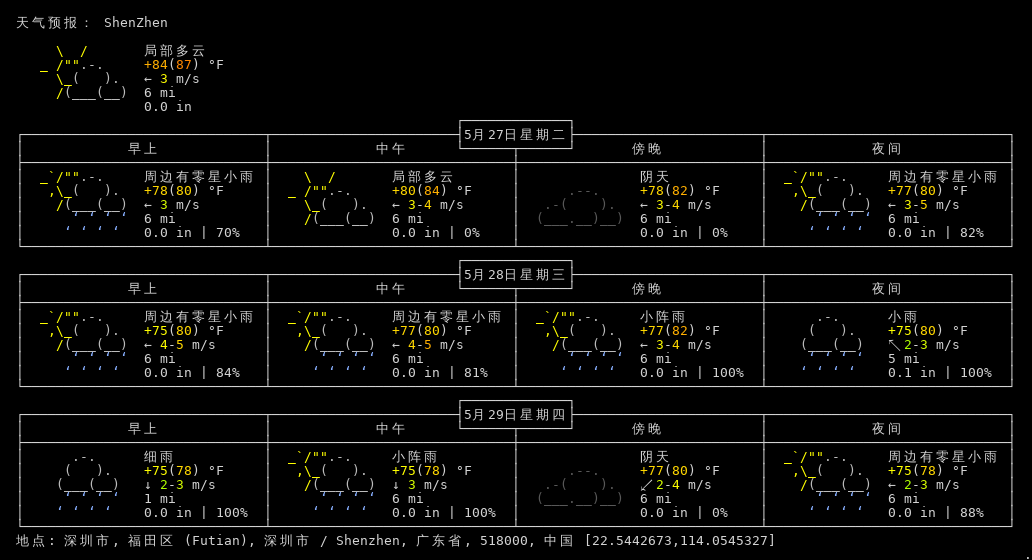 天气预报： ShenZhen
局部多云
+84(87) °F
← 3 m/s
6 mi
0.0 in
5月27日星期二
早上 中午 傍晚 夜间
周边有零星小雨 局部多云 阴天 周边有零星小雨
+78(80) °F +80(84) °F +78(82) °F +77(80) °F
← 3 m/s ← 3-4 m/s ← 3-4 m/s ← 3-5 m/s
6 mi 6 mi 6 mi 6 mi
0.0 in | 70% 0.0 in | 0% 0.0 in | 0% 0.0 in | 82%
5月28日星期三
早上 中午 傍晚 夜间
周边有零星小雨 周边有零星小雨 小阵雨 小雨
+75(80) °F +77(80) °F +77(82) °F +75(80) °F
← 4-5 m/s ← 4-5 m/s ← 3-4 m/s ↖ 2-3 m/s
6 mi 6 mi 6 mi 5 mi
0.0 in | 84% 0.0 in | 81% 0.0 in | 100% 0.1 in | 100%
5月29日星期四
早上 中午 傍晚 夜间
细雨 小阵雨 阴天 周边有零星小雨
+75(78) °F +75(78) °F +77(80) °F +75(78) °F
↓ 2-3 m/s ↓ 3 m/s ↙ 2-4 m/s ← 2-3 m/s
1 mi 6 mi 6 mi 6 mi
0.0 in | 100% 0.0 in | 100% 0.0 in | 0% 0.0 in | 88%
地点: 深圳市, 福田区 (Futian), 深圳市 / Shenzhen, 广东省, 518000, 中国 [22.5442673,114.0545327]